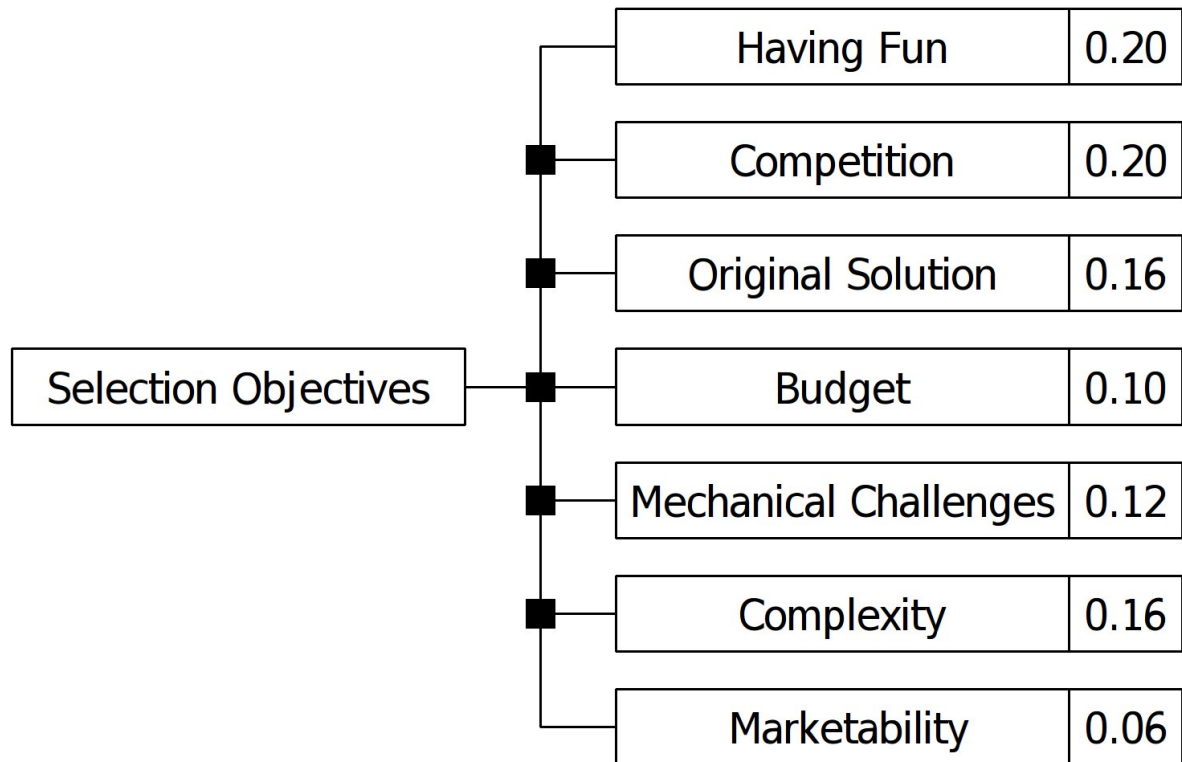 Having Fun 0.20
Competition 0.20
Original Solution 0.16
Selection Objectives
Budget 0.10
Mechanical Challenges 0.12
Complexity 0.16
Marketability 0.06